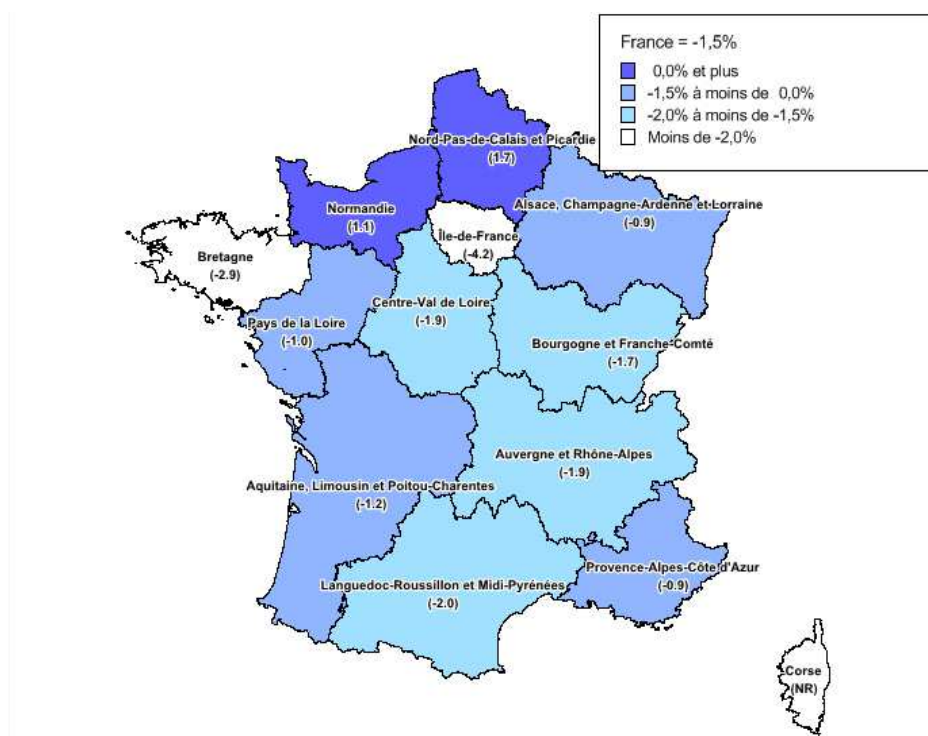 France = -1,5%
0,0% et plus
-1,5% à moins de 0,0%
-2,0% à moins de -1,5%
Moins de -2,0%
Nord-Pas-de-Calais et Picardie
(1.7)
Normandie
(1.1)
Alsace, Champagne-Ardenne et Lorraine
(-0.9)
Île-de-France
(-4.2)
Bretagne
(-2.9)
Centre-Val de Loire
(-1.9)
Pays de la Loire
(-1.0)
Bourgogne et Franche-Comté
(-1.7)
Auvergne et Rhône-Alpes
(-1.9)
Aquitaine, Limousin et Poitou-Charentes
(-1.2)
Provence-Alpes-Côte d'Azur
(-0.9)
Languedoc-Roussillon et Midi-Pyrénées
(-2.0)
Corse
(NR)